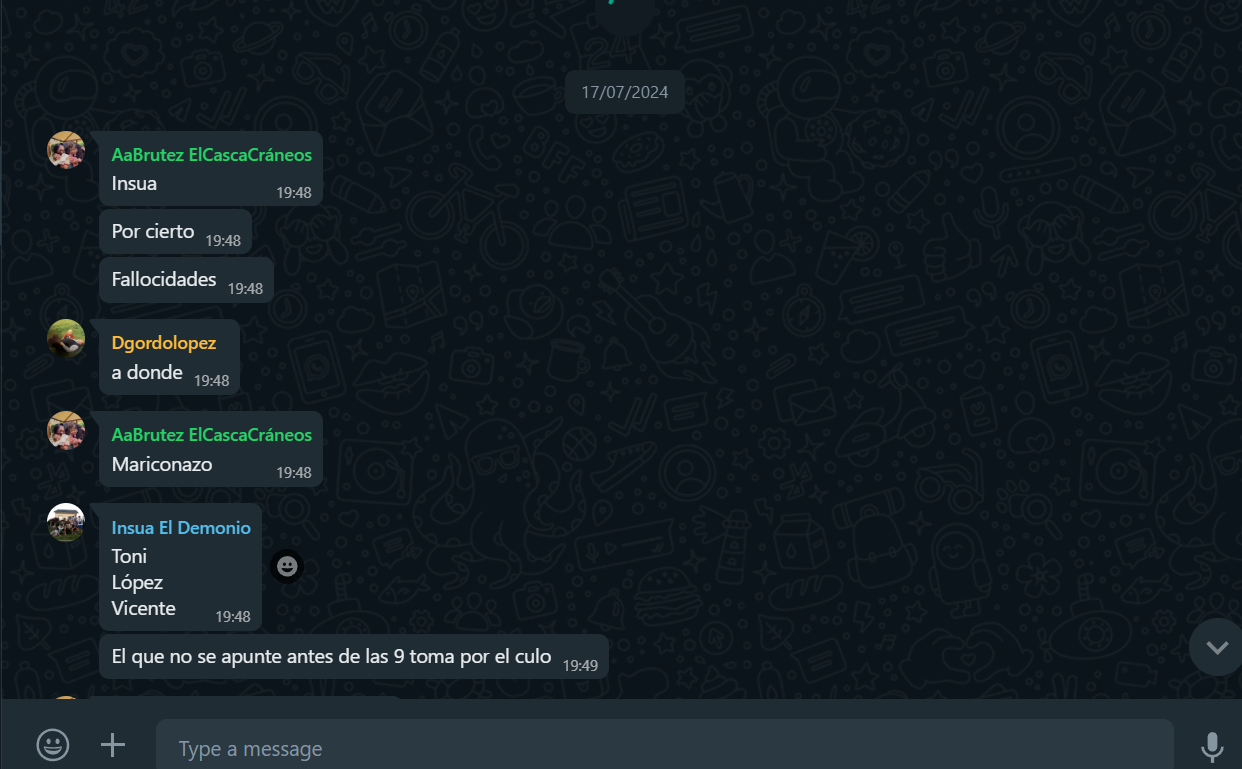 17/07/2024
AaBrutez ElCascaCráneos
Insua 19:48
Por cierto 19:48
Fallocidades 19:48
Dgordolopez
a donde 19:48
AaBrutez ElCascaCráneos
Mariconazo 19:48
Insua El Demonio
Toni
López
Vicente 19:48
El que no se apunte antes de las 9 toma por el culo 19:49
Type a message